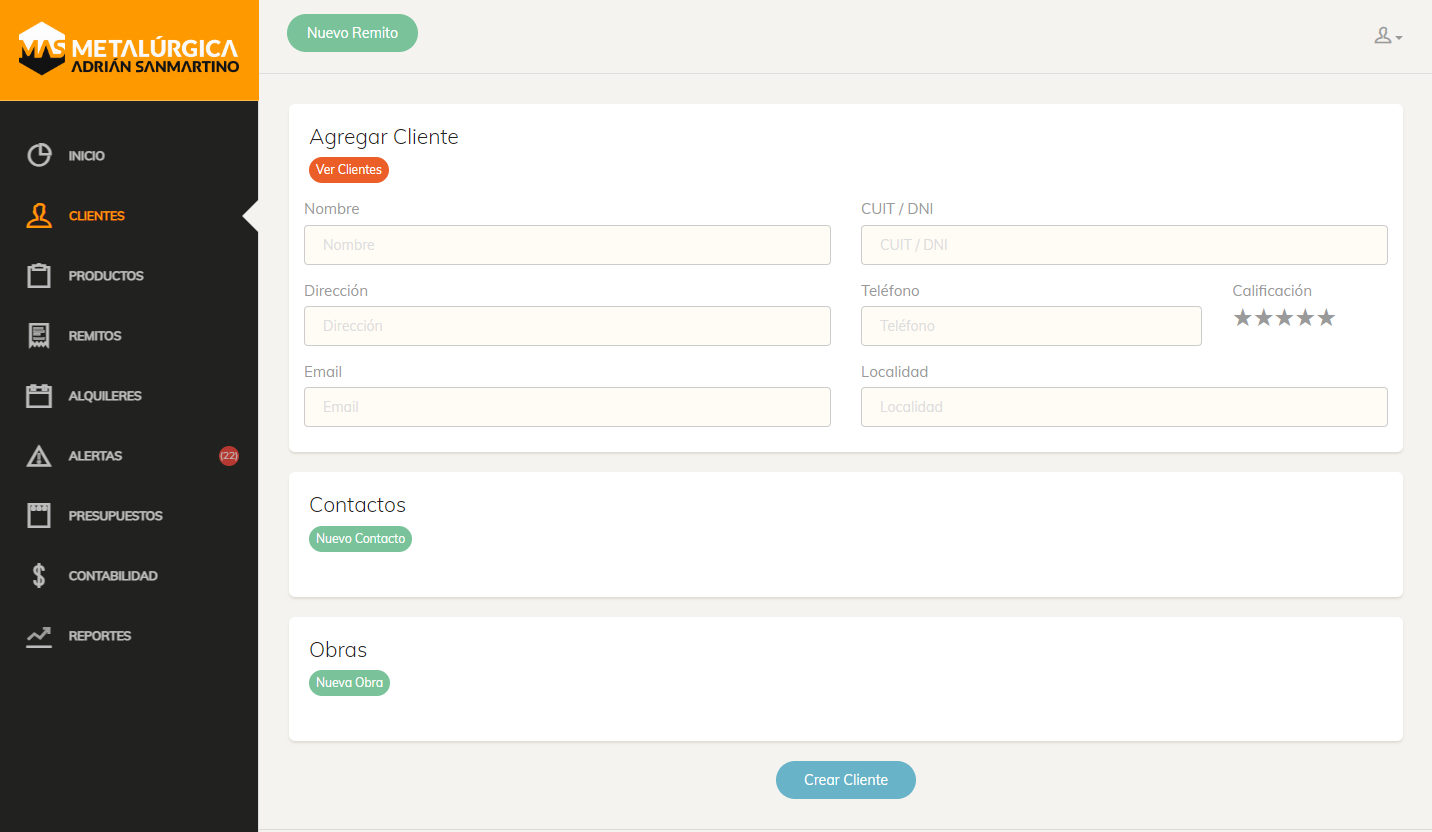 MAS METALÚRGICA
ADRIÁN SANMARTINO
Nuevo Remito
INICIO
CLIENTES
PRODUCTOS
REMITOS
ALQUILERES
ALERTAS (22)
PRESUPUESTOS
CONTABILIDAD
REPORTES
Agregar Cliente
Ver Clientes
Nombre CUIT / DNI
Nombre CUIT / DNI
Dirección Teléfono Calificación
Dirección Teléfono
Email Localidad
Email Localidad
Contactos
Nuevo Contacto
Obras
Nueva Obra
Crear Cliente